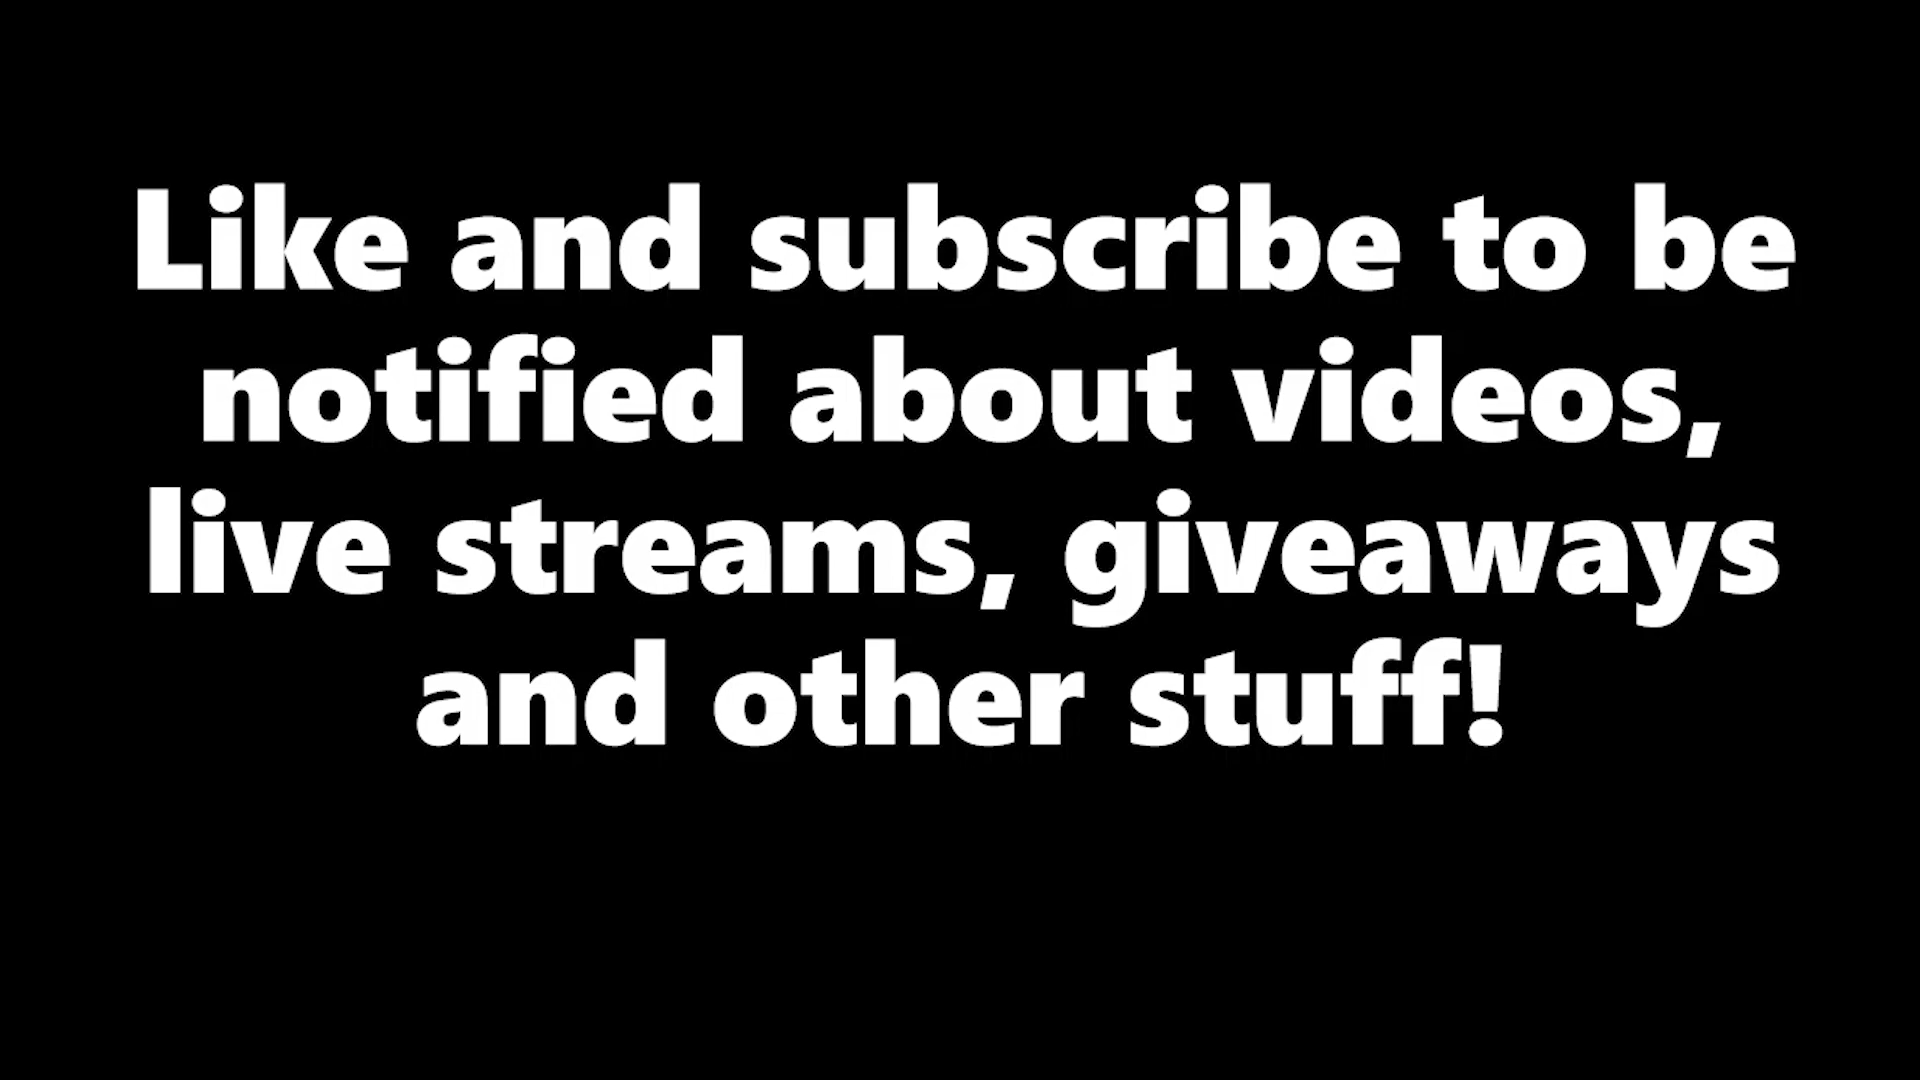 Like and subscribe to be
notified about videos,
live streams, giveaways
and other stuff!